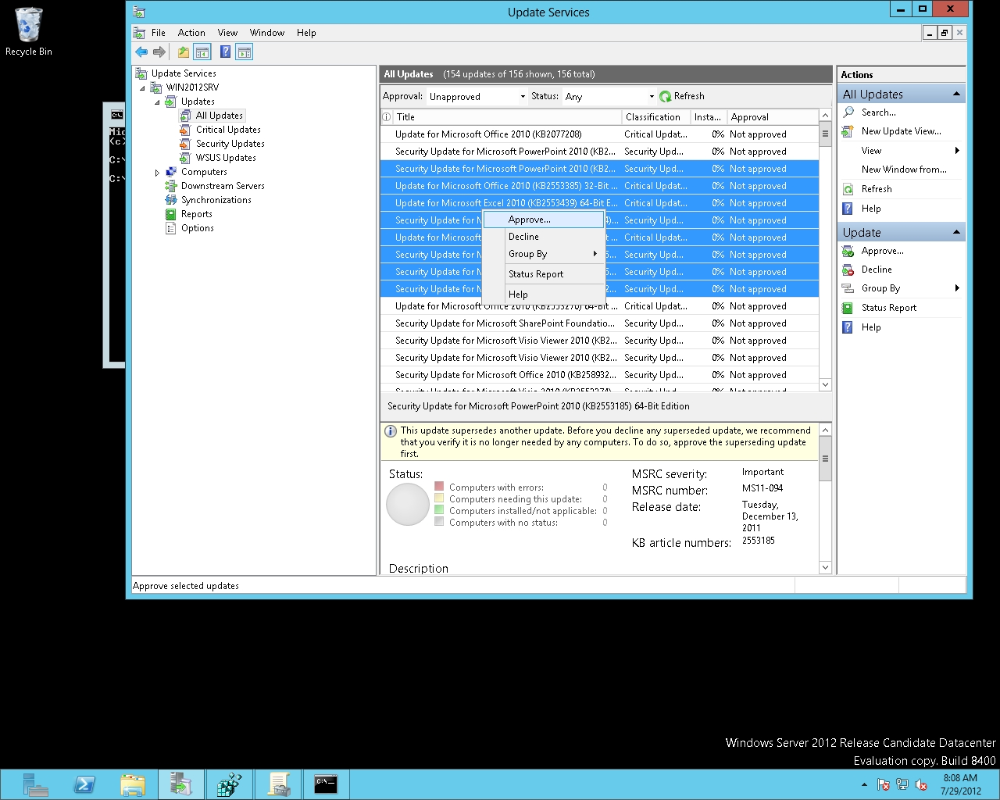 Update Services
Recycle Bin
File Action View Window Help
Update Services
WIN2012SRV
Updates
All Updates
Critical Updates
Security Updates
WSUS Updates
Computers
Downstream Servers
Synchronizations
Reports
Options
All Updates (154 updates of 156 shown, 156 total)
Approval: Unapproved Status: Any Refresh
Title Classification Insta... Approval
Update for Microsoft Office 2010 (KB2077208) Critical Updat... 0% Not approved
Security Update for Microsoft PowerPoint 2010 (KB2... Security Upd... 0% Not approved
Security Update for Microsoft PowerPoint 2010 (KB2... Security Upd... 0% Not approved
Update for Microsoft Office 2010 (KB2553385) 32-Bit ... Critical Updat... 0% Not approved
Update for Microsoft Excel 2010 (KB2553439) 64-Bit E... Critical Updat... 0% Not approved
Security Update for M 4)... Security Upd... 0% Not approved
Update for Microsoft Critical Updat... 0% Not approved
Security Update for M 6... Security Upd... 0% Not approved
Security Update for M 6... Security Upd... 0% Not approved
Security Update for M 2... Security Upd... 0% Not approved
Update for Microsoft Office 2010 (KB2553270) 64-Bit ... Critical Updat... 0% Not approved
Security Update for Microsoft SharePoint Foundatio... Security Upd... 0% Not approved
Security Update for Microsoft Visio Viewer 2010 (KB2... Security Upd... 0% Not approved
Security Update for Microsoft Visio Viewer 2010 (KB2... Security Upd... 0% Not approved
Security Update for Microsoft Office 2010 (KB258932... Security Upd... 0% Not approved
Security Update for Microsoft Visio 2010 (KB2553374) Security Upd... 0% Not approved
Approve...
Decline
Group By
Status Report
Help
Security Update for Microsoft PowerPoint 2010 (KB2553185) 64-Bit Edition
This update supersedes another update. Before you decline any superseded update, we recommend
that you verify it is no longer needed by any computers. To do so, approve the superseding update
first.
Status:
Computers with errors: 0
Computers needing this update: 0
Computers installed/not applicable: 0
Computers with no status: 0
MSRC severity: Important
MSRC number: MS11-094
Release date: Tuesday,
December 13,
2011
KB article numbers: 2553185
Description
Actions
All Updates
Search...
New Update View...
View
New Window from...
Refresh
Help
Update
Approve...
Decline
Group By
Status Report
Help
Approve selected updates
Mic
(c)
C:\
C:\
Windows Server 2012 Release Candidate Datacenter
Evaluation copy. Build 8400
8:08 AM
7/29/2012